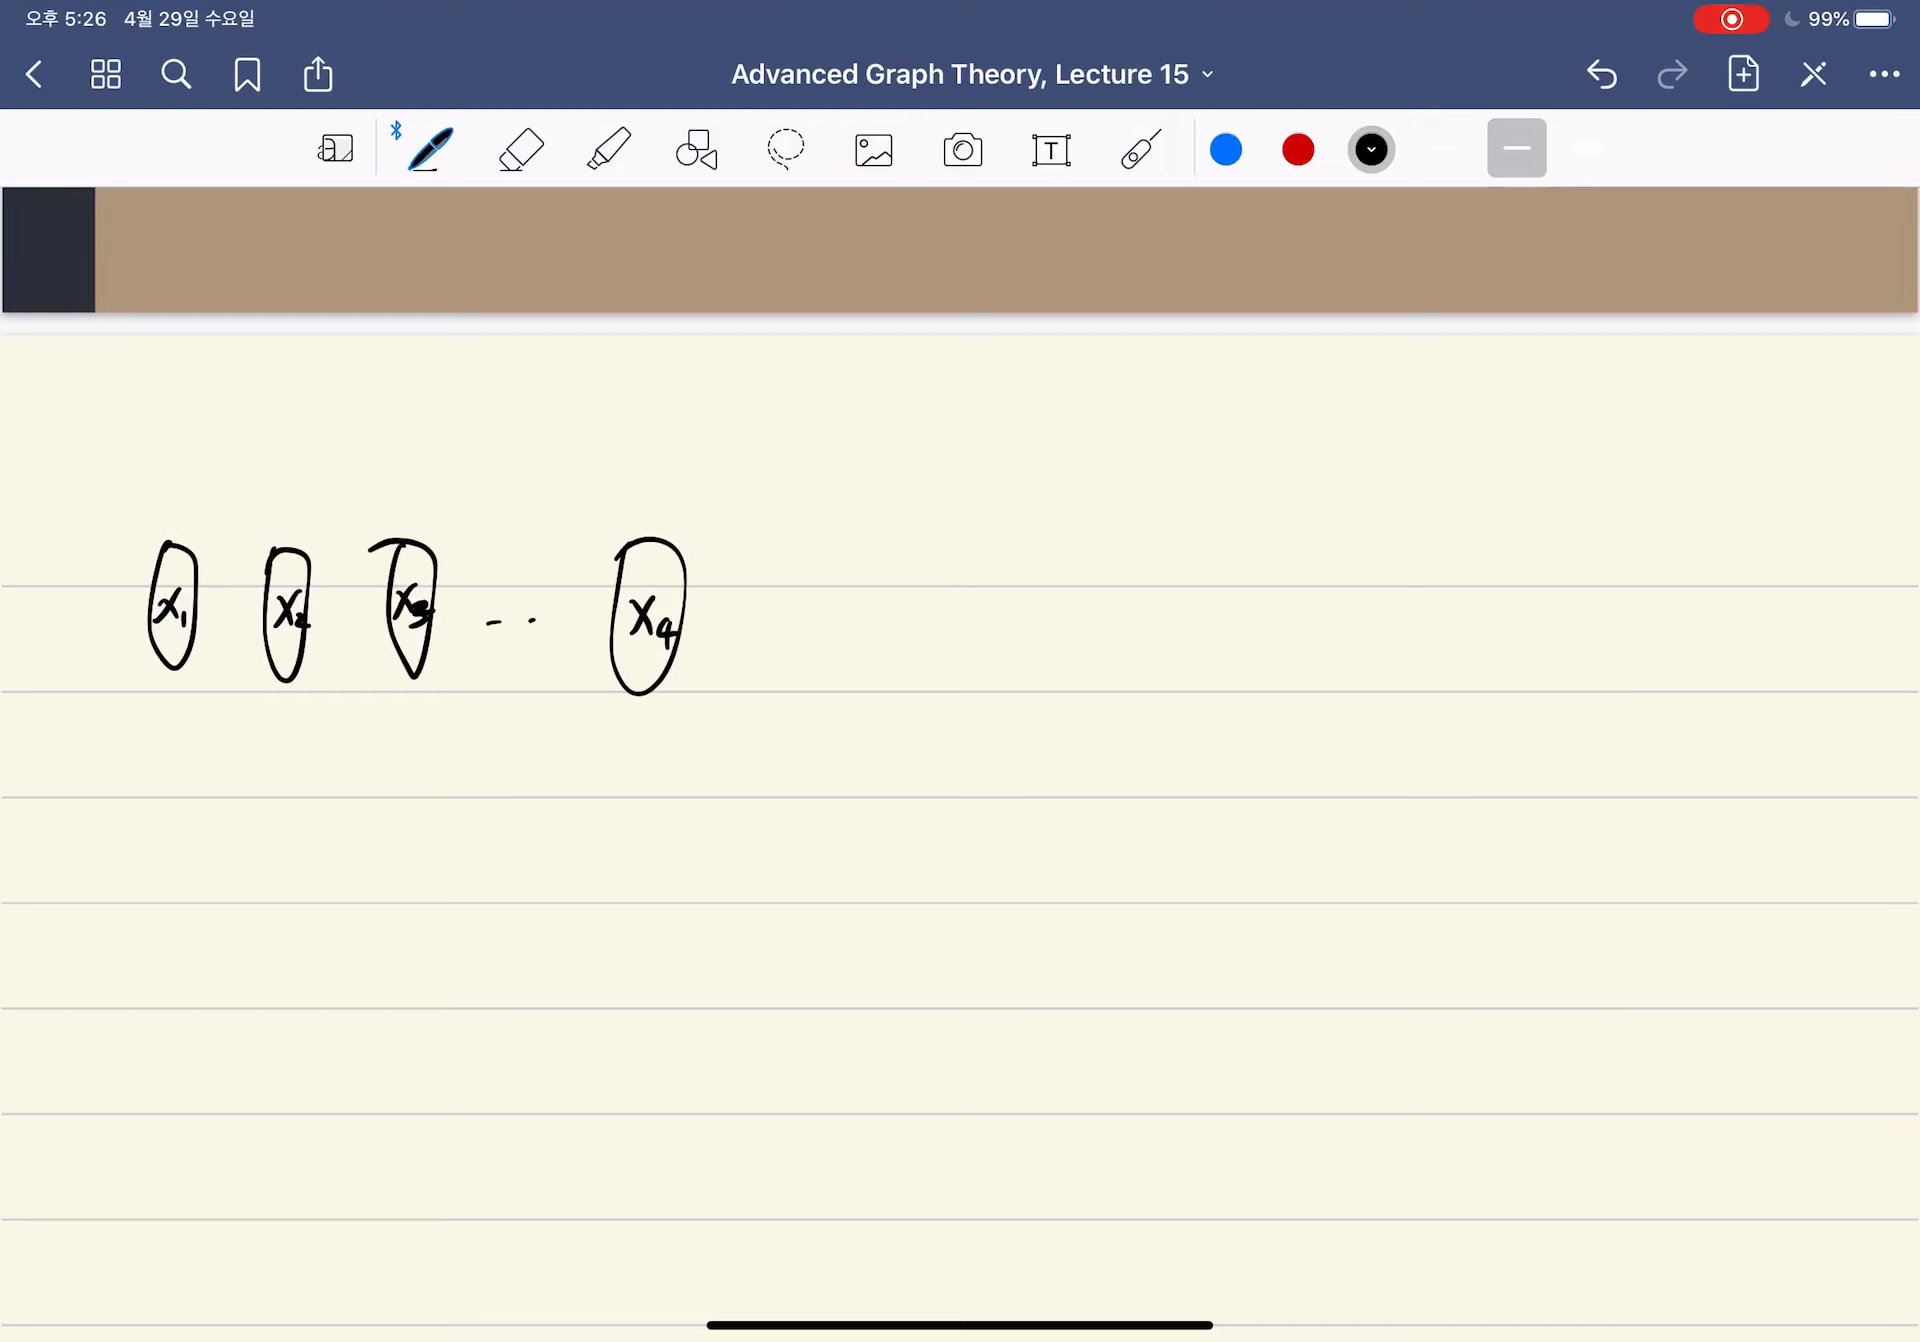 오후 5:26 4월 29일 수요일 99%
Advanced Graph Theory, Lecture 15
a T
X₁ X₂ X₃ ... X₄